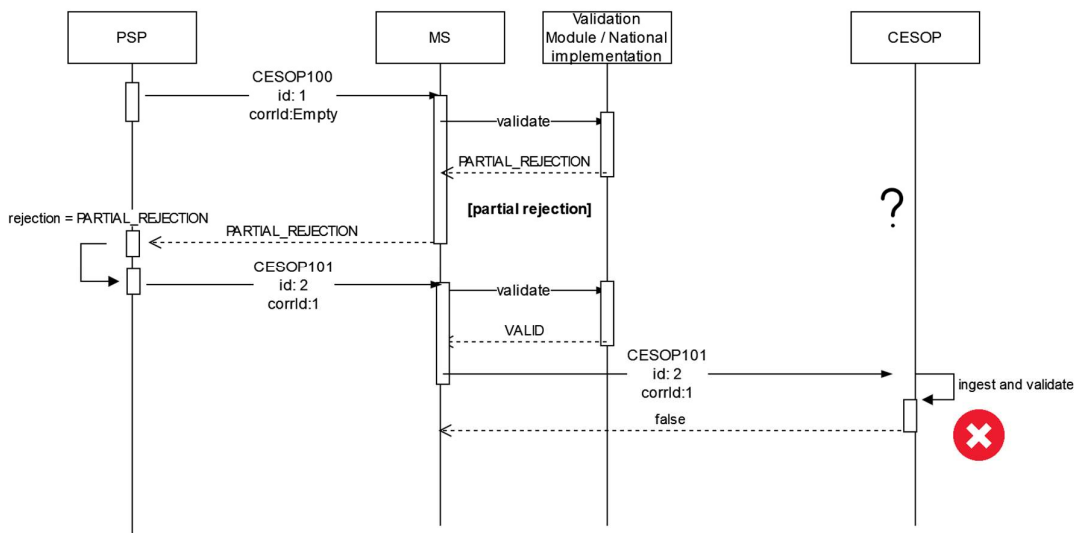 PSP
MS
Validation
Module / National
implementation
CESOP
CESOP100
id: 1
corrId:Empty
validate
PARTIAL_REJECTION
[partial rejection]
?
rejection = PARTIAL_REJECTION
PARTIAL_REJECTION
CESOP101
id: 2
corrId:1
validate
VALID
CESOP101
id: 2
corrId:1
ingest and validate
false